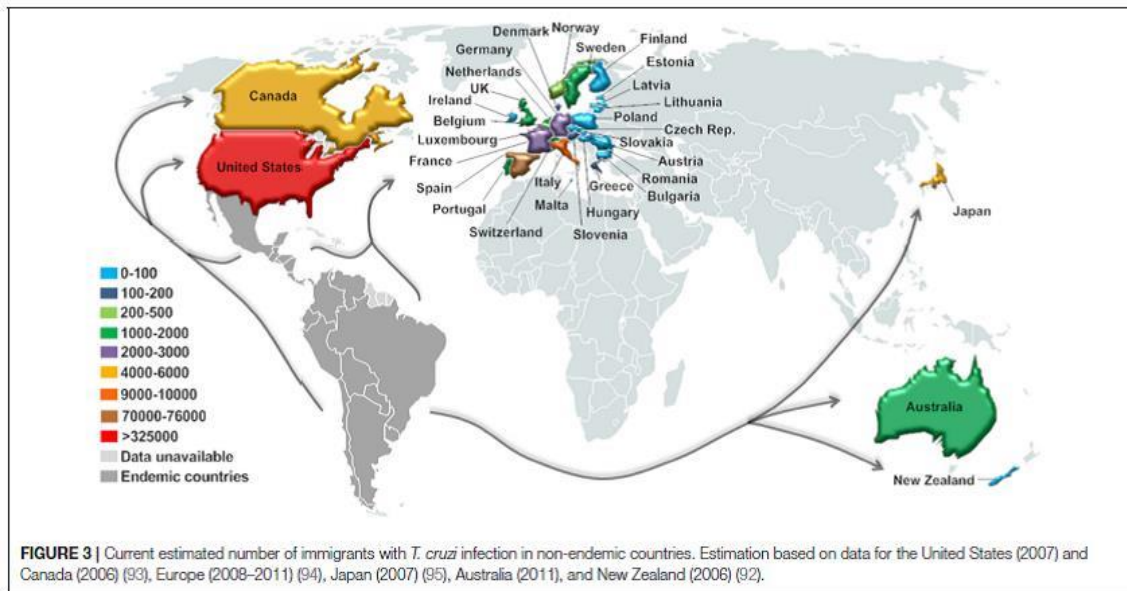 Canada
United States
Denmark
Norway
Germany
Sweden
Finland
Netherlands
Estonia
UK
Latvia
Ireland
Lithuania
Belgium
Poland
Luxembourg
Czech Rep.
Slovakia
France
Austria
Spain
Italy
Greece
Romania
Portugal
Malta
Hungary
Bulgaria
Switzerland
Slovenia
Japan
0-100
100-200
200-500
1000-2000
2000-3000
4000-6000
9000-10000
70000-76000
>325000
Data unavailable
Endemic countries
Australia
New Zealand
FIGURE 3 | Current estimated number of immigrants with T. cruzi infection in non-endemic countries. Estimation based on data for the United States (2007) and
Canada (2006) (93), Europe (2008–2011) (94), Japan (2007) (95), Australia (2011), and New Zealand (2006) (92).